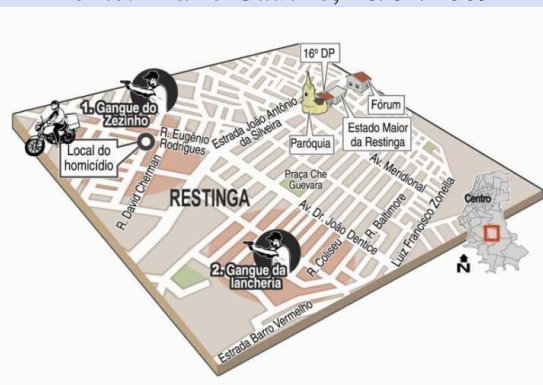 16º DP
1. Gangue do
Zezinho
Fórum
R. Eugênio
Rodrigues
Estrada João Antônio
da Silveira
Local do
homicídio
Paróquia
Estado Maior
da Restinga
R. David Cherman
Praça Che
Guevara
Av. Meridional
RESTINGA
Centro
Av. Dr. João Dentice
R. Baltimore
Luiz Francisco Zonella
2. Gangue da
lancheria
R. Coliseu
N
Estrada Barro Vermelho